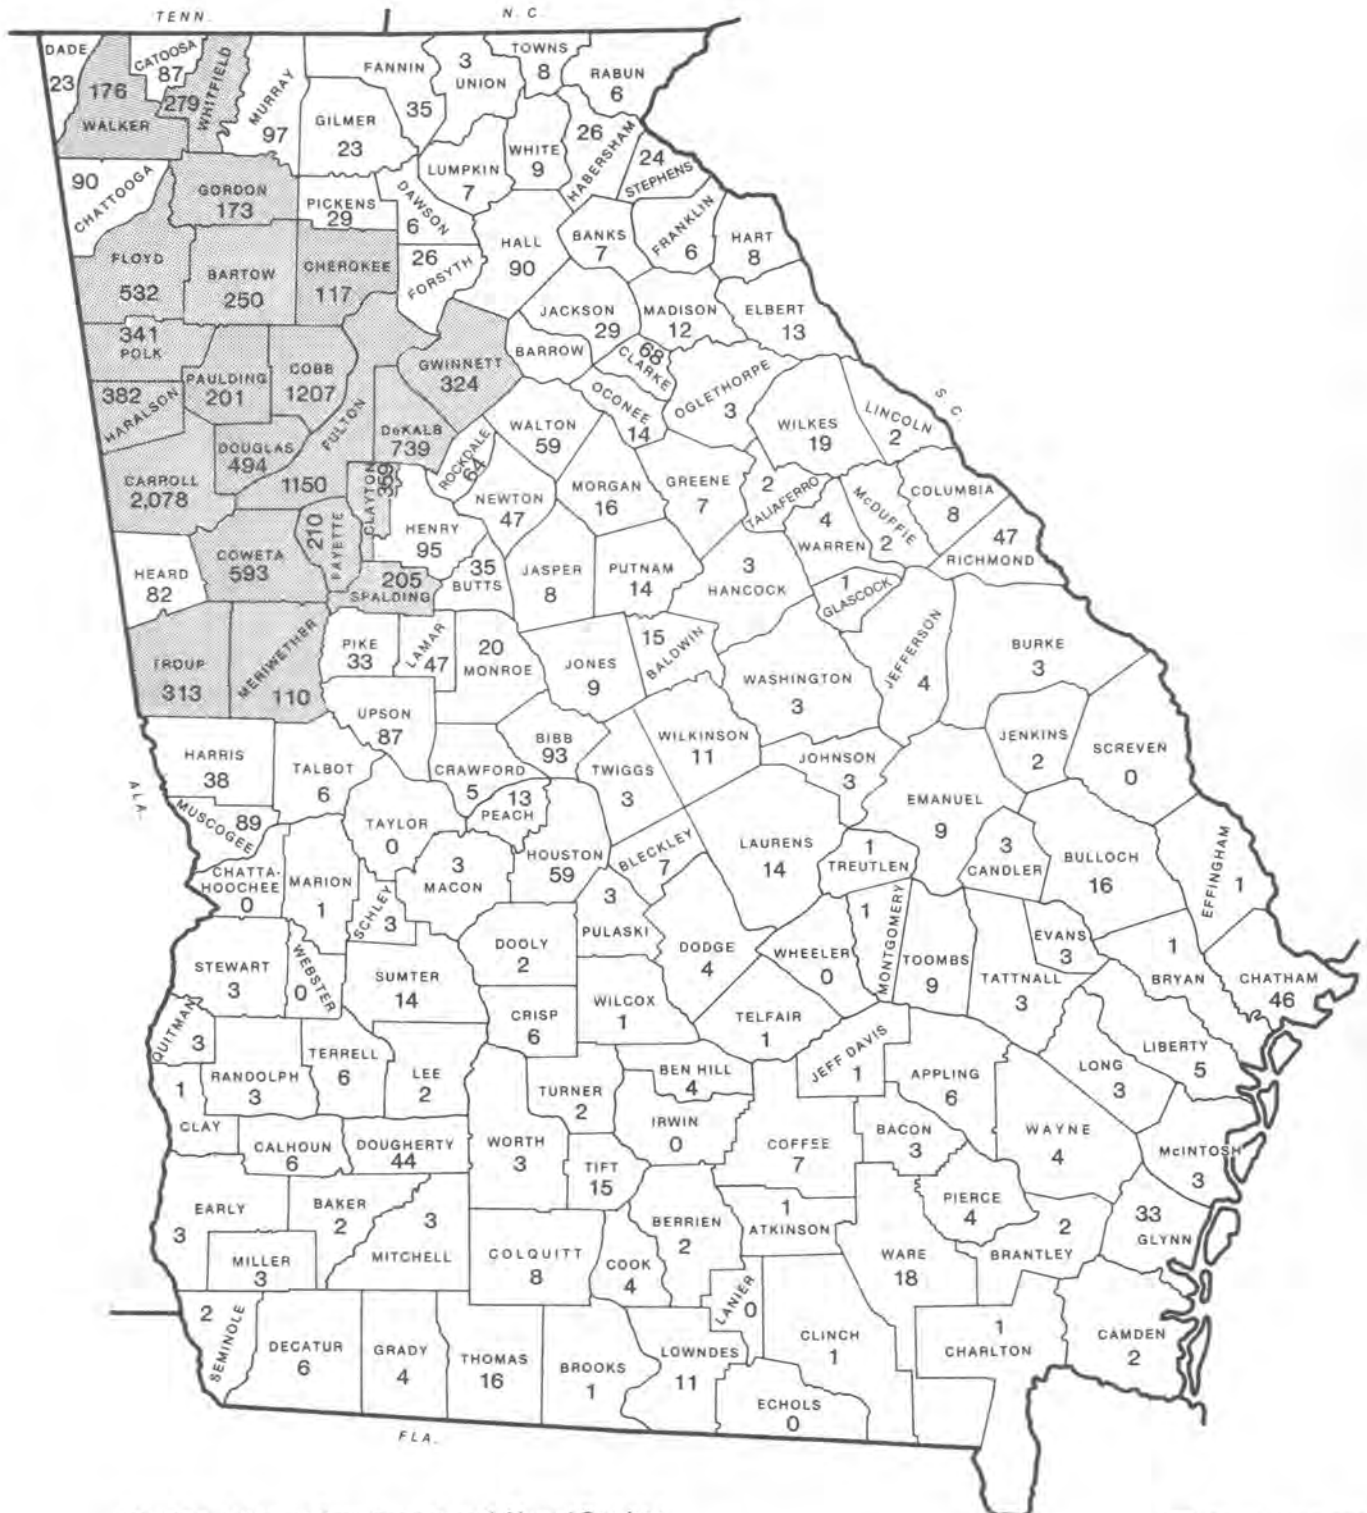 TENN.
N. C.
DADE
23
CATOOSA
87
176
WALKER
279
WHITFIELD
MURRAY
97
FANNIN
35
GILMER
23
3
UNION
TOWNS
8
RABUN
6
26
HABERSHAM
WHITE
9
LUMPKIN
7
24
STEPHENS
90
CHATTOOGA
GORDON
173
PICKENS
29
DAWSON
6
HALL
90
BANKS
7
FRANKLIN
6
HART
8
FLOYD
532
BARTOW
250
CHEROKEE
117
26
FORSYTH
JACKSON
29
MADISON
12
ELBERT
13
341
POLK
PAULDING
201
COBB
1207
FULTON
1150
GWINNETT
324
BARROW
68
CLARKE
OCONEE
14
OGLETHORPE
3
WILKES
19
LINCOLN
2
S. C.
382
HARALSON
DOUGLAS
494
DeKALB
739
ROCKDALE
64
WALTON
59
CARROLL
2,078
CLAYTON
NEWTON
47
MORGAN
16
GREENE
7
2
TALIAFERRO
McDUFFIE
2
COLUMBIA
8
4
WARREN
47
RICHMOND
HENRY
95
COWETA
593
210
FAYETTE
HEARD
82
205
SPALDING
35
BUTTS
JASPER
8
PUTNAM
14
3
HANCOCK
1
GLASCOCK
JEFFERSON
4
BURKE
3
TROUP
313
MERIWETHER
110
PIKE
33
LAMAR
47
20
MONROE
JONES
9
15
BALDWIN
WASHINGTON
3
JENKINS
2
SCREVEN
0
UPSON
87
HARRIS
38
TALBOT
6
CRAWFORD
5
BIBB
93
TWIGGS
3
WILKINSON
11
JOHNSON
3
EMANUEL
9
ALA.
MUSCOGEE
89
TAYLOR
0
13
PEACH
HOUSTON
59
BLECKLEY
7
LAURENS
14
1
TREUTLEN
3
CANDLER
BULLOCH
16
EFFINGHAM
1
CHATTA-
HOOCHEE
0
MARION
1
SCHLEY
3
3
MACON
3
PULASKI
DODGE
4
WHEELER
0
1
MONTGOMERY
TOOMBS
9
TATTNALL
3
EVANS
3
1
BRYAN
CHATHAM
46
STEWART
3
WEBSTER
0
SUMTER
14
DOOLY
2
CRISP
6
WILCOX
1
TELFAIR
1
JEFF DAVIS
1
APPLING
6
LONG
3
LIBERTY
5
QUITMAN
3
RANDOLPH
3
TERRELL
6
LEE
2
TURNER
2
BEN HILL
4
IRWIN
0
COFFEE
7
BACON
3
WAYNE
4
McINTOSH
3
1
CLAY
CALHOUN
6
DOUGHERTY
44
WORTH
3
TIFT
15
EARLY
3
BAKER
2
3
MITCHELL
MILLER
3
COLQUITT
8
COOK
4
BERRIEN
2
1
ATKINSON
WARE
18
PIERCE
4
2
BRANTLEY
33
GLYNN
2
SEMINOLE
DECATUR
6
GRADY
4
THOMAS
16
BROOKS
1
LOWNDES
11
LANIER
0
CLINCH
1
ECHOLS
0
1
CHARLTON
CAMDEN
2
FLA.